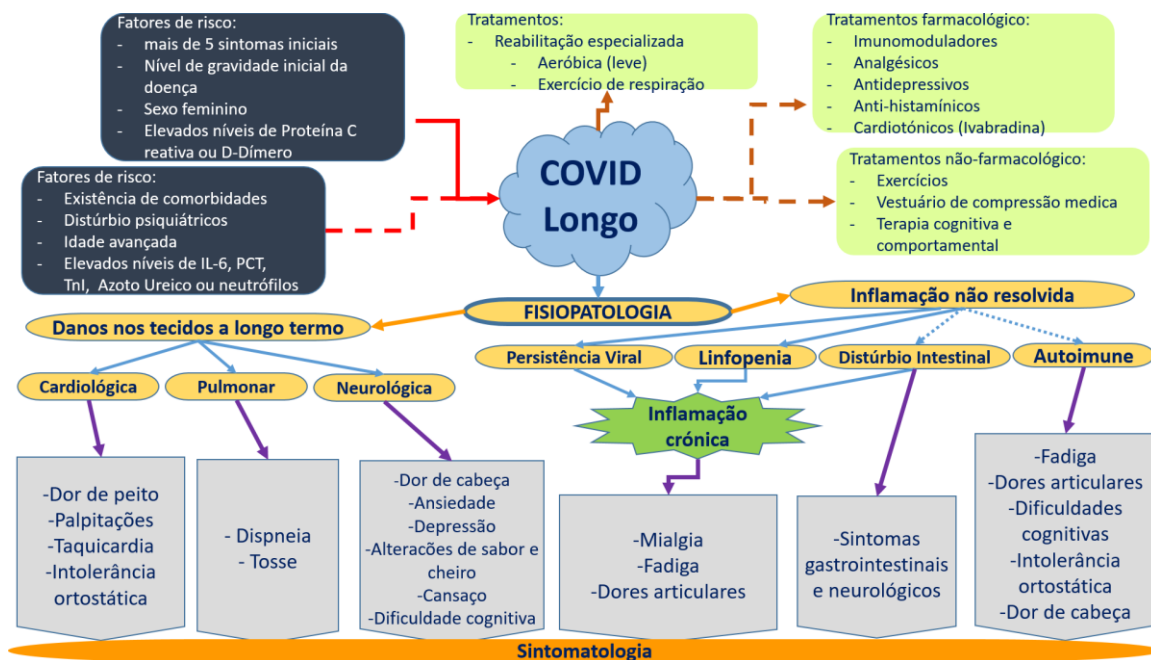 Fatores de risco:
- mais de 5 sintomas iniciais
- Nível de gravidade inicial da
doença
- Sexo feminino
- Elevados níveis de Proteína C
reativa ou D-Dímero
Fatores de risco:
- Existência de comorbidades
- Distúrbio psiquiátricos
- Idade avançada
- Elevados níveis de IL-6, PCT,
TnI, Azoto Ureico ou neutrófilos
Tratamentos:
- Reabilitação especializada
- Aeróbica (leve)
- Exercício de respiração
Tratamentos farmacológico:
- Imunomoduladores
- Analgésicos
- Antidepressivos
- Anti-histamínicos
- Cardiotónicos (Ivabradina)
Tratamentos não-farmacológico:
- Exercícios
- Vestuário de compressão medica
- Terapia cognitiva e
comportamental
COVID
Longo
FISIOPATOLOGIA
Danos nos tecidos a longo termo
Inflamação não resolvida
Cardiológica
Pulmonar
Neurológica
Persistência Viral
Linfopenia
Distúrbio Intestinal
Autoimune
Inflamação
crónica
-Dor de peito
-Palpitações
-Taquicardia
-Intolerância
ortostática
- Dispneia
- Tosse
-Dor de cabeça
-Ansiedade
-Depressão
-Alterações de sabor e
cheiro
-Cansaço
-Dificuldade cognitiva
-Mialgia
-Fadiga
-Dores articulares
-Sintomas
gastrointestinais
e neurológicos
-Fadiga
-Dores articulares
-Dificuldades
cognitivas
-Intolerância
ortostática
-Dor de cabeça
Sintomatologia